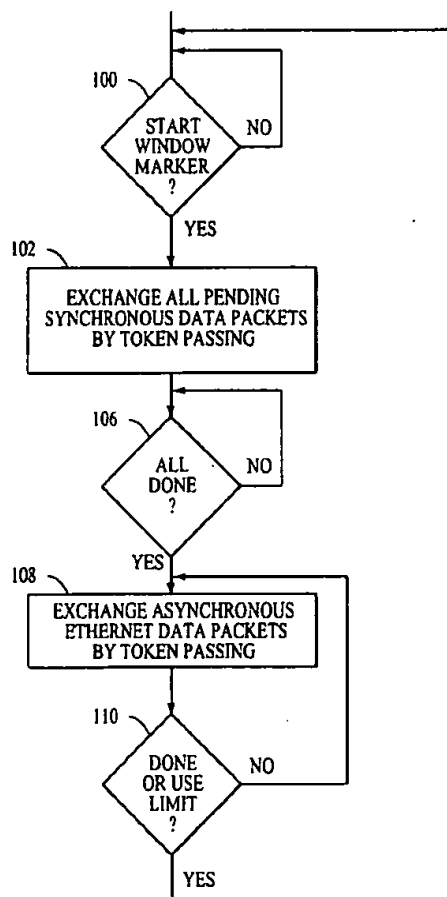 100
START
WINDOW
MARKER
?
NO
YES
102
EXCHANGE ALL PENDING
SYNCHRONOUS DATA PACKETS
BY TOKEN PASSING
106
ALL
DONE
?
NO
YES
108
EXCHANGE ASYNCHRONOUS
ETHERNET DATA PACKETS
BY TOKEN PASSING
110
DONE
OR USE
LIMIT
?
NO
YES